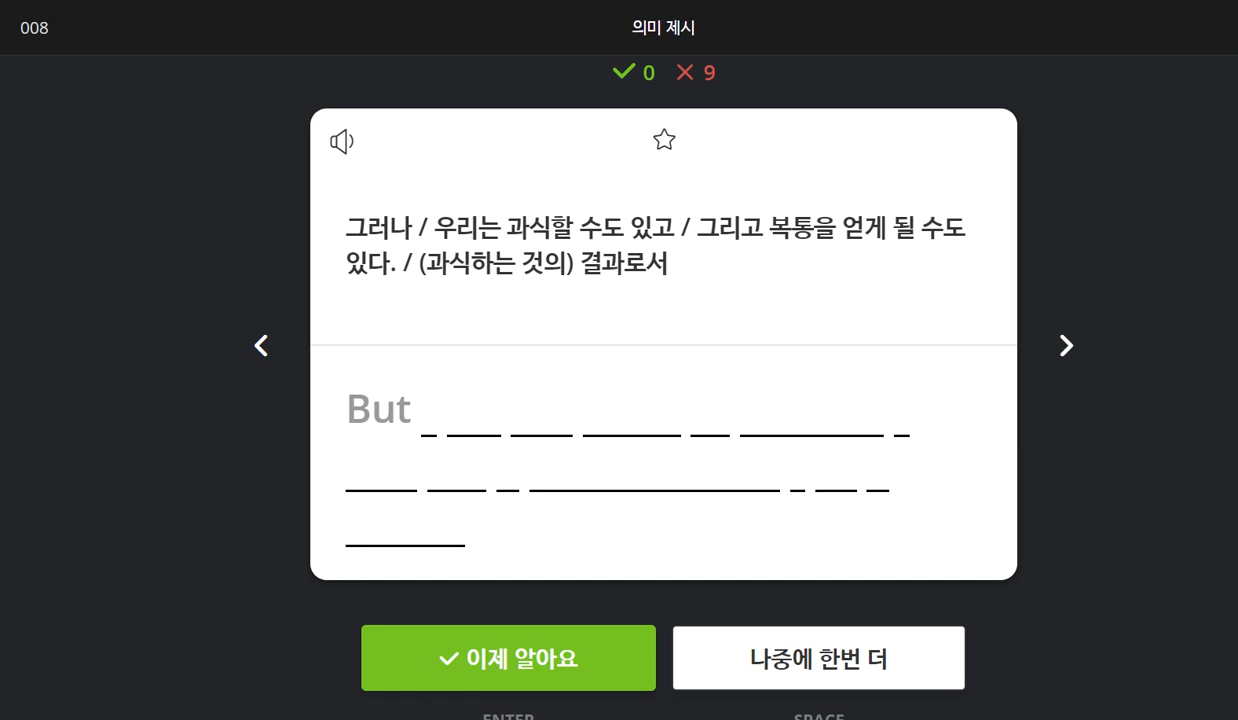 008
의미 제시
0
9
그러나 / 우리는 과식할 수도 있고 / 그리고 복통을 얻게 될 수도
있다. / (과식하는 것의) 결과로서
But
이제 알아요
나중에 한번 더
ENTER
SPACE